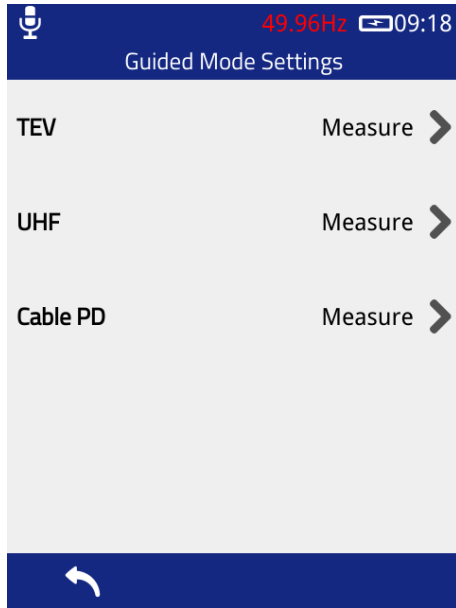 49.96Hz 09:18
Guided Mode Settings
TEV Measure
UHF Measure
Cable PD Measure